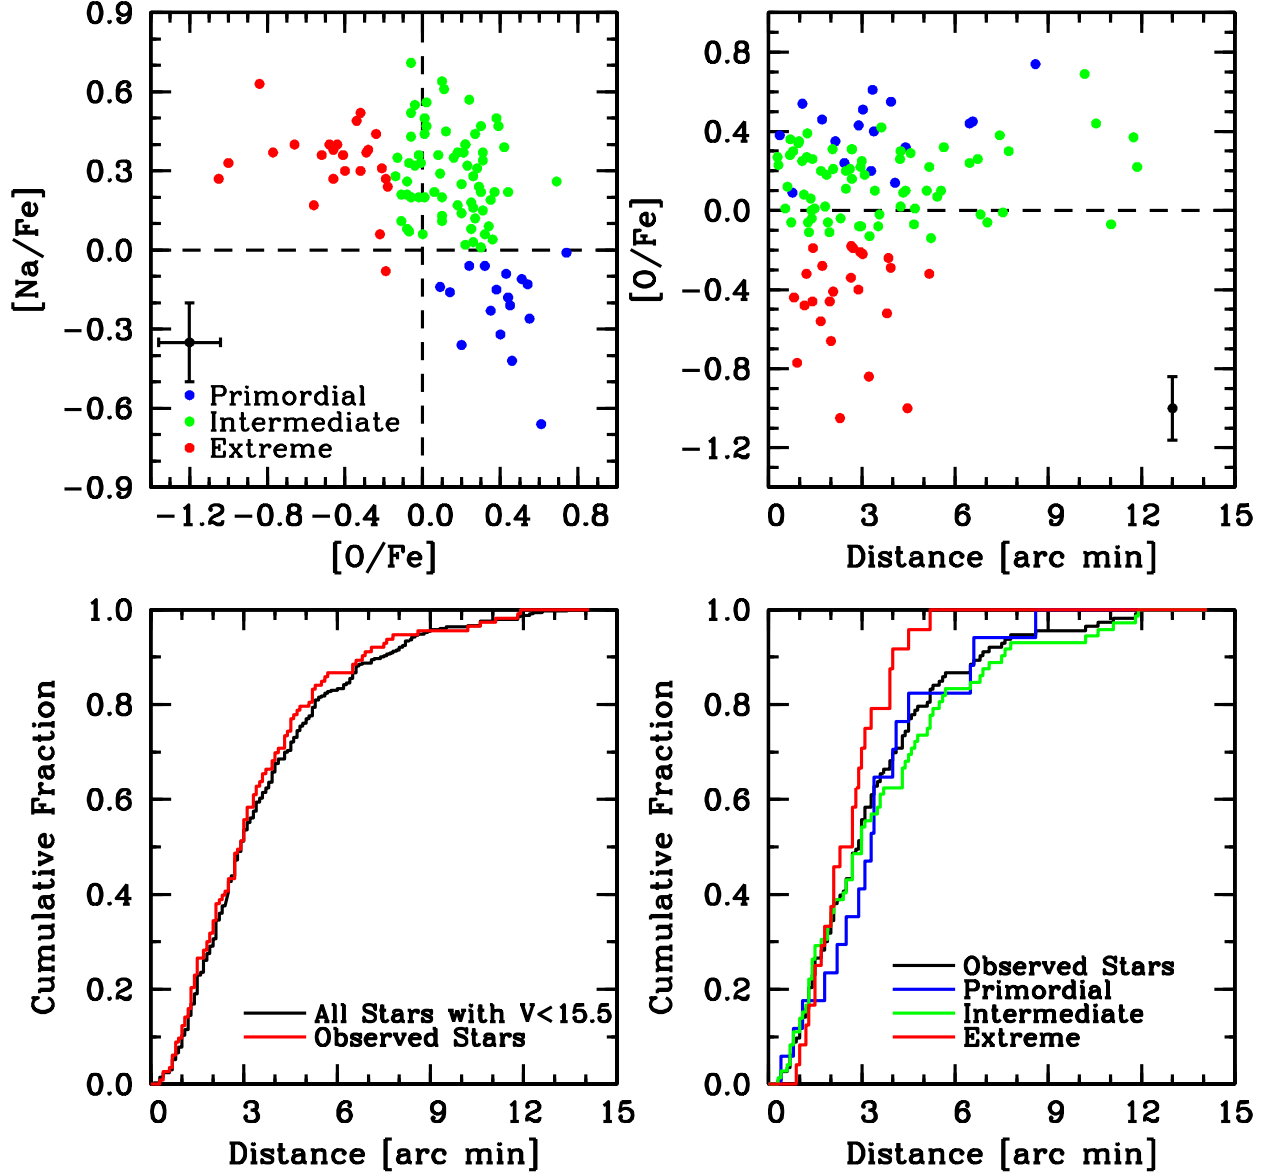 0.9
0.6
0.3
0.0
−0.3
−0.6
−0.9
[Na/Fe]
Primordial
Intermediate
Extreme
−1.2 −0.8 −0.4 0.0 0.4 0.8
[O/Fe]
0.8
0.4
0.0
−0.4
−0.8
−1.2
[O/Fe]
0 3 6 9 12 15
Distance [arc min]
1.0
0.8
0.6
0.4
0.2
0.0
Cumulative Fraction
All Stars with V<15.5
Observed Stars
0 3 6 9 12 15
Distance [arc min]
1.0
0.8
0.6
0.4
0.2
0.0
Cumulative Fraction
Observed Stars
Primordial
Intermediate
Extreme
0 3 6 9 12 15
Distance [arc min]